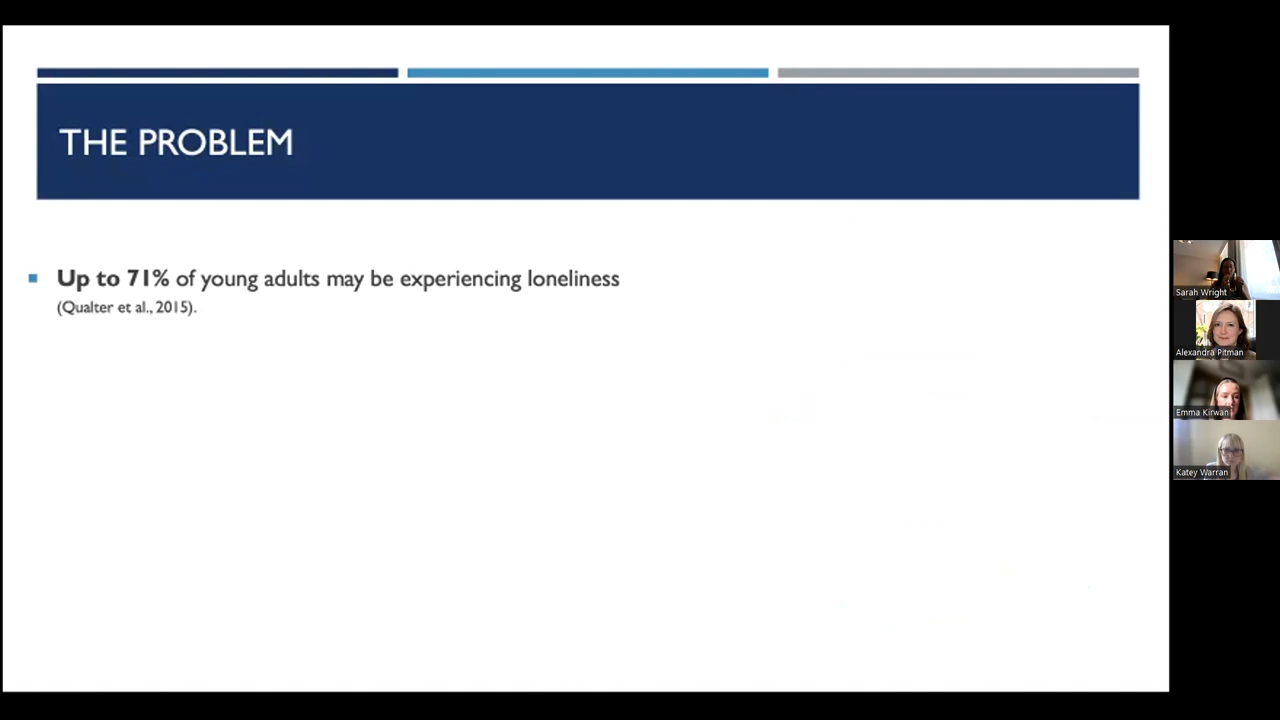 THE PROBLEM
Up to 71% of young adults may be experiencing loneliness
(Qualter et al., 2015).
Sarah Wright
Alexandra Pitman
Emma Kirwan
Katey Warran